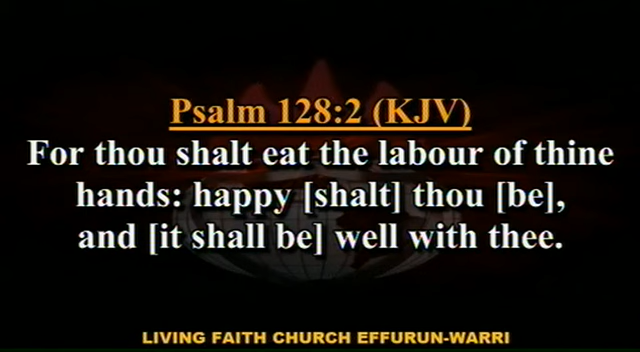 Psalm 128:2 (KJV)
For thou shalt eat the labour of thine
hands: happy [shalt] thou [be],
and [it shall be] well with thee.
LIVING FAITH CHURCH EFFURUN-WARRI